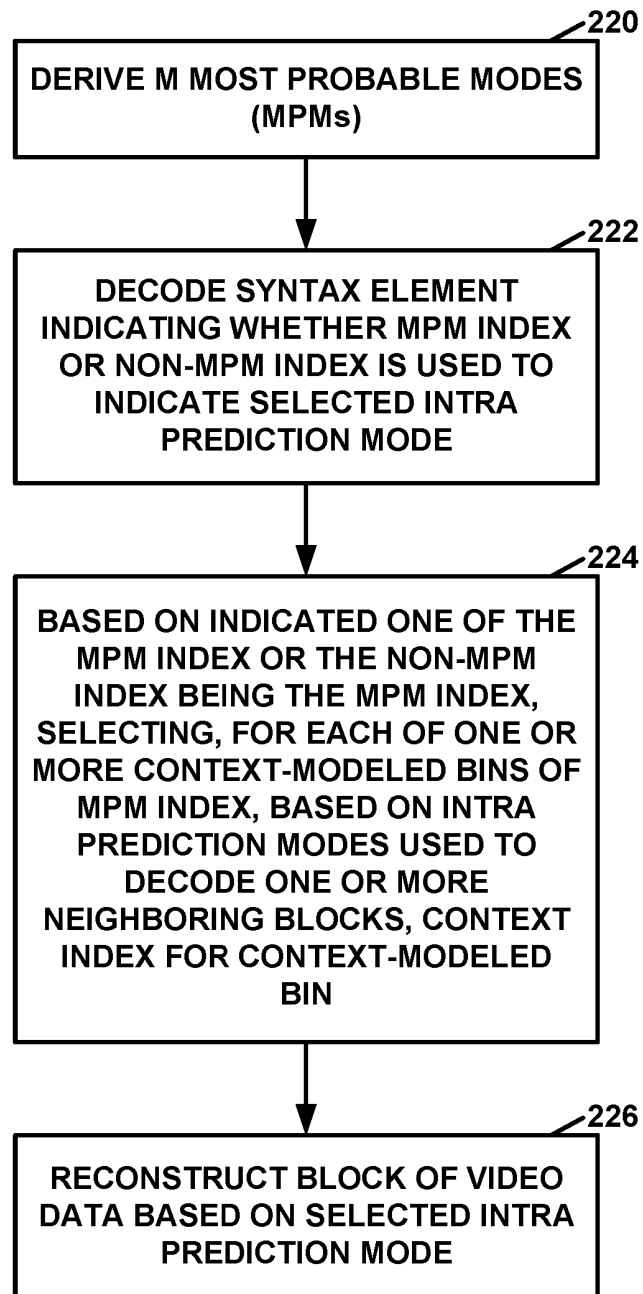 220
DERIVE M MOST PROBABLE MODES
(MPMs)
222
DECODE SYNTAX ELEMENT
INDICATING WHETHER MPM INDEX
OR NON-MPM INDEX IS USED TO
INDICATE SELECTED INTRA
PREDICTION MODE
224
BASED ON INDICATED ONE OF THE
MPM INDEX OR THE NON-MPM
INDEX BEING THE MPM INDEX,
SELECTING, FOR EACH OF ONE OR
MORE CONTEXT-MODELED BINS OF
MPM INDEX, BASED ON INTRA
PREDICTION MODES USED TO
DECODE ONE OR MORE
NEIGHBORING BLOCKS, CONTEXT
INDEX FOR CONTEXT-MODELED
BIN
226
RECONSTRUCT BLOCK OF VIDEO
DATA BASED ON SELECTED INTRA
PREDICTION MODE